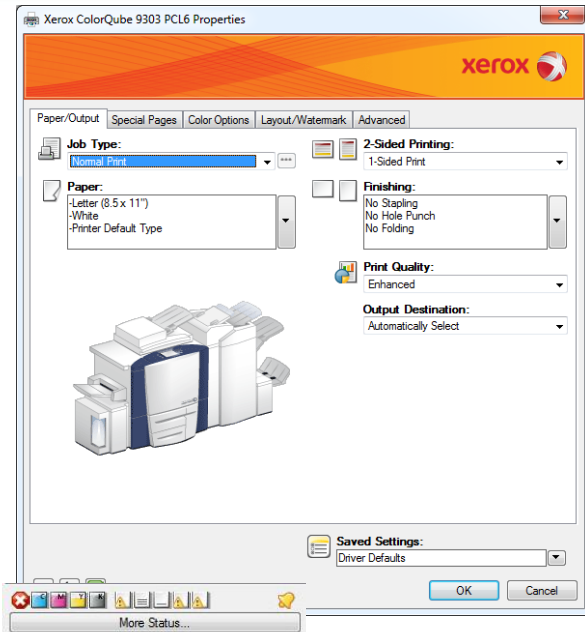 Xerox ColorQube 9303 PCL6 Properties
xerox
Paper/Output
Special Pages
Color Options
Layout/Watermark
Advanced
Job Type:
Normal Print
2-Sided Printing:
1-Sided Print
Paper:
-Letter (8.5 x 11")
-White
-Printer Default Type
Finishing:
No Stapling
No Hole Punch
No Folding
Print Quality:
Enhanced
Output Destination:
Automatically Select
Saved Settings:
Driver Defaults
OK
Cancel
C
M
Y
K
More Status...